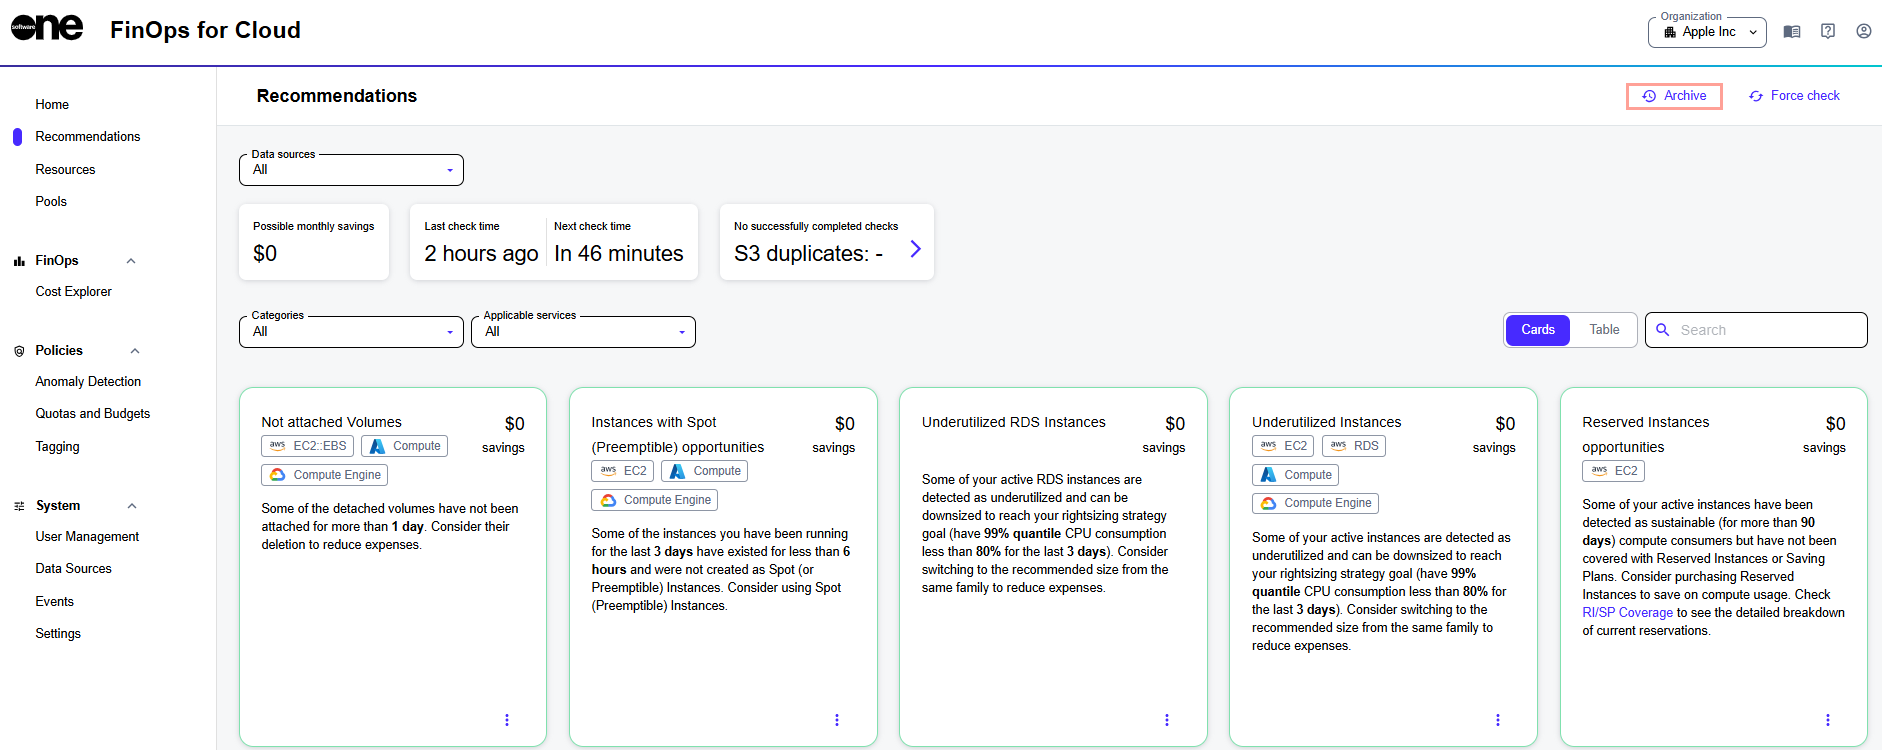 software one
FinOps for Cloud
Organization
Apple Inc
Home
Recommendations
Resources
Pools
FinOps
Cost Explorer
Policies
Anomaly Detection
Quotas and Budgets
Tagging
System
User Management
Data Sources
Events
Settings
Recommendations
Archive
Force check
Data sources
All
Possible monthly savings
$0
Last check time
2 hours ago
Next check time
In 46 minutes
No successfully completed checks
S3 duplicates: -
Categories
All
Applicable services
All
Cards
Table
Search
Not attached Volumes
$0
savings
aws EC2::EBS
Compute
Compute Engine
Some of the detached volumes have not been
attached for more than 1 day. Consider their
deletion to reduce expenses.
Instances with Spot
(Preemptible) opportunities
$0
savings
aws EC2
Compute
Compute Engine
Some of the instances you have been running
for the last 3 days have existed for less than 6
hours and were not created as Spot (or
Preemptible) Instances. Consider using Spot
(Preemptible) Instances.
Underutilized RDS Instances
$0
savings
Some of your active RDS instances are
detected as underutilized and can be
downsized to reach your rightsizing strategy
goal (have 99% quantile CPU consumption
less than 80% for the last 3 days). Consider
switching to the recommended size from the
same family to reduce expenses.
Underutilized Instances
$0
savings
aws EC2
aws RDS
Compute
Compute Engine
Some of your active instances are detected as
underutilized and can be downsized to reach
your rightsizing strategy goal (have 99%
quantile CPU consumption less than 80% for
the last 3 days). Consider switching to the
recommended size from the same family to
reduce expenses.
Reserved Instances
opportunities
$0
savings
aws EC2
Some of your active instances have been
detected as sustainable (for more than 90
days) compute consumers but have not been
covered with Reserved Instances or Saving
Plans. Consider purchasing Reserved
Instances to save on compute usage. Check
RI/SP Coverage to see the detailed breakdown
of current reservations.